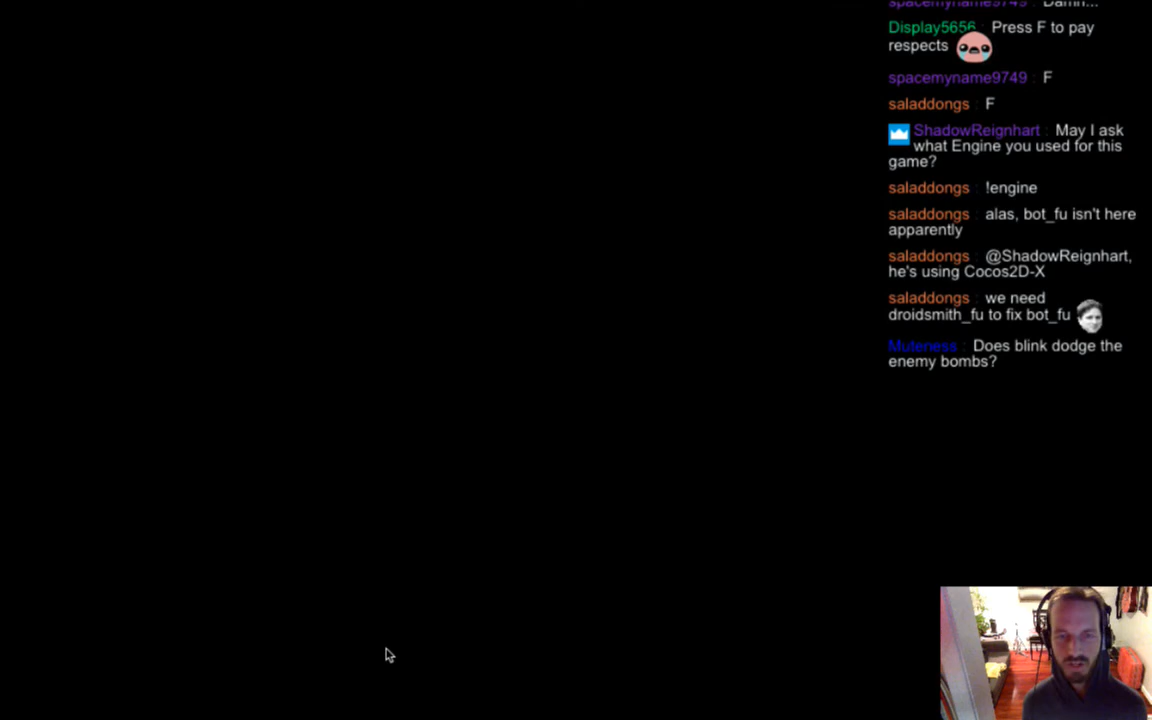 spacemyname9749 : Damn...
Display5656 : Press F to pay
respects
spacemyname9749 : F
saladdongs : F
ShadowReignhart : May I ask
what Engine you used for this
game?
saladdongs : !engine
saladdongs : alas, bot_fu isn't here
apparently
saladdongs : @ShadowReignhart,
he's using Cocos2D-X
saladdongs : we need
droidsmith_fu to fix bot_fu
Muteness : Does blink dodge the
enemy bombs?